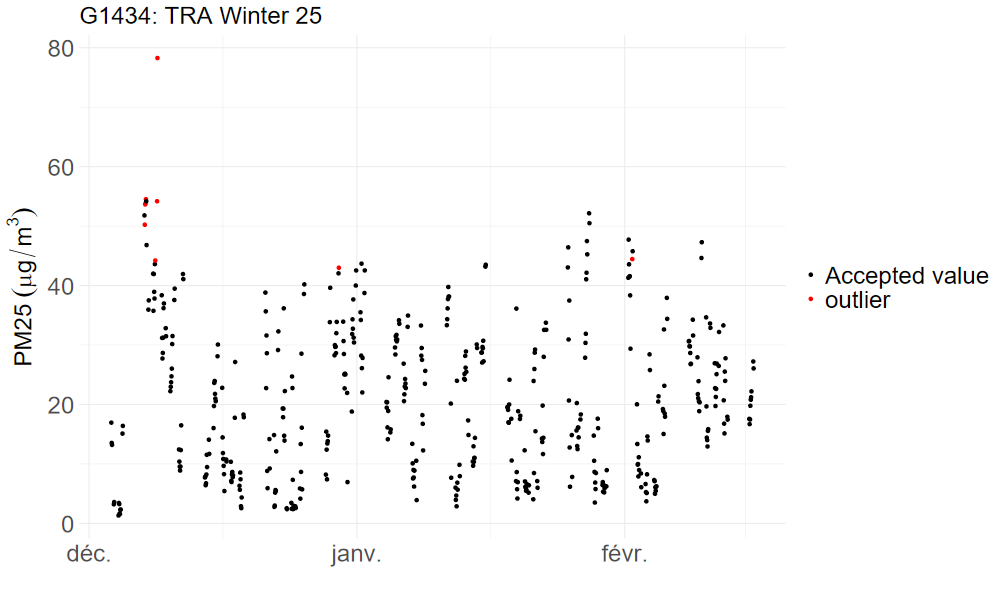 G1434: TRA Winter 25
80
60
40
20
0
PM25 (μg/m³)
déc.
janv.
févr.
Accepted value
outlier